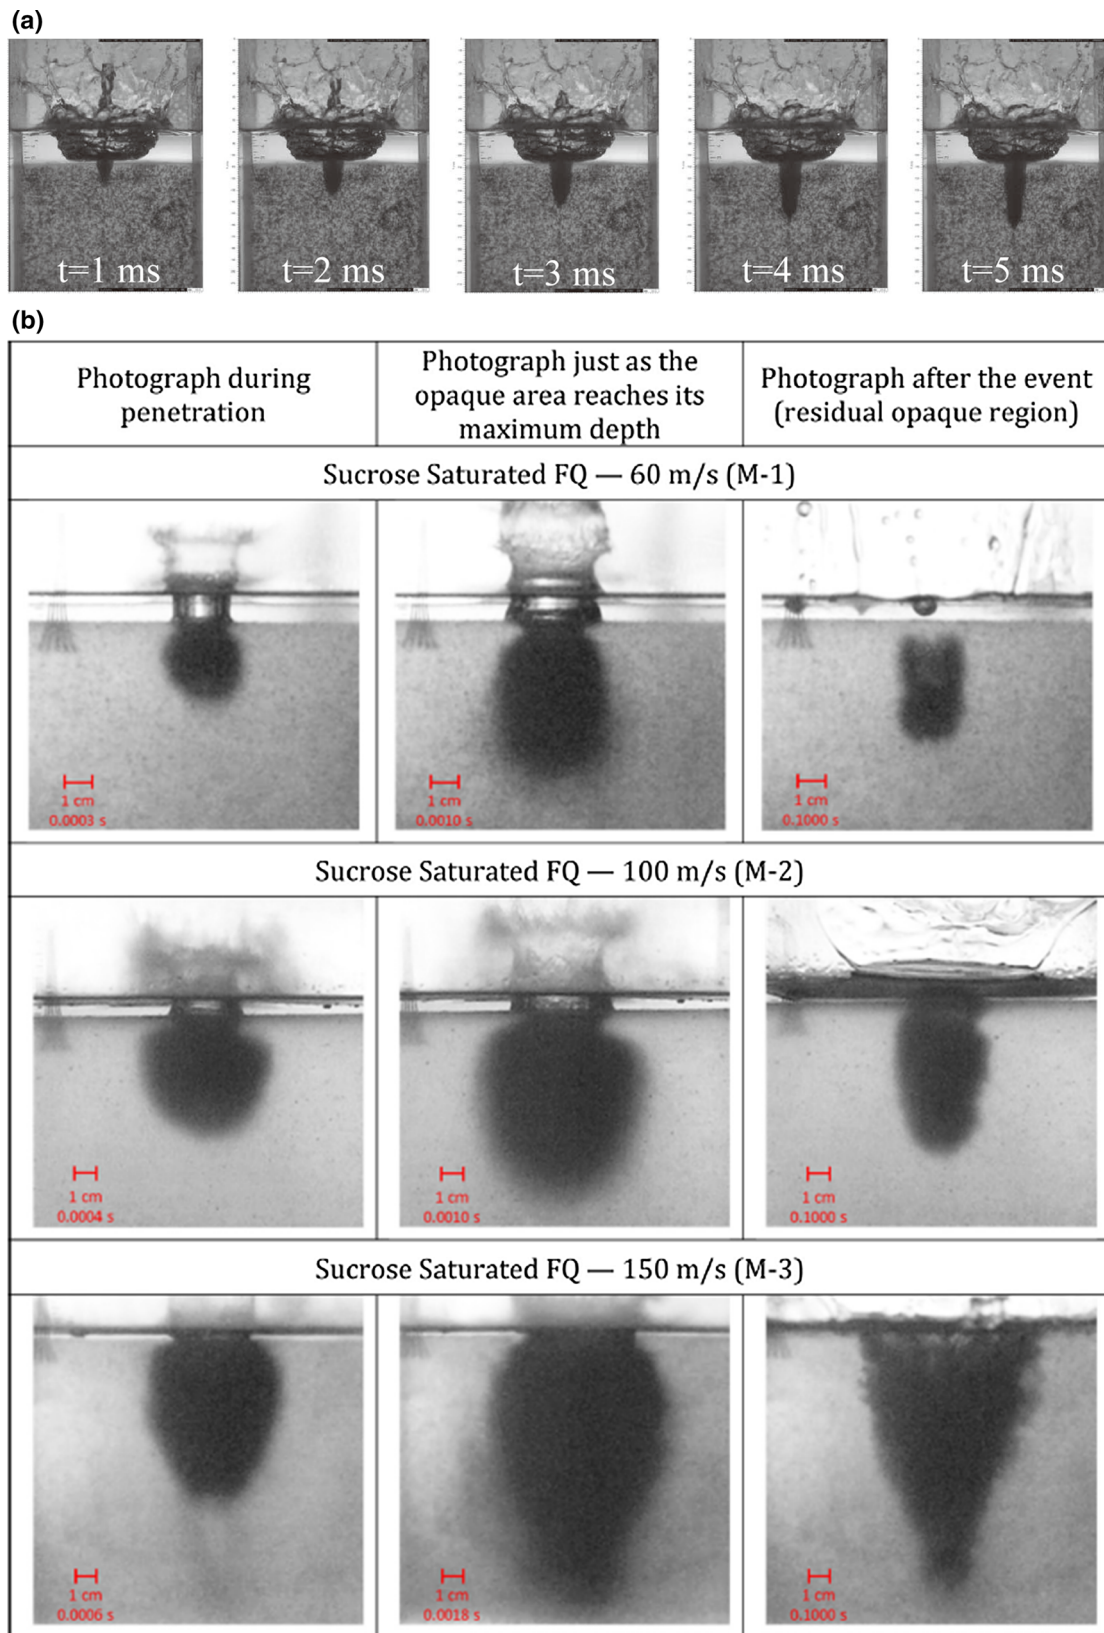 (a)
t=1 ms
t=2 ms
t=3 ms
t=4 ms
t=5 ms
(b)
Photograph during
penetration
Photograph just as the
opaque area reaches its
maximum depth
Photograph after the event
(residual opaque region)
Sucrose Saturated FQ — 60 m/s (M-1)
1 cm
0.0003 s
1 cm
0.0010 s
1 cm
0.1000 s
Sucrose Saturated FQ — 100 m/s (M-2)
1 cm
0.0004 s
1 cm
0.0010 s
1 cm
0.1000 s
Sucrose Saturated FQ — 150 m/s (M-3)
1 cm
0.0006 s
1 cm
0.0018 s
1 cm
0.1000 s